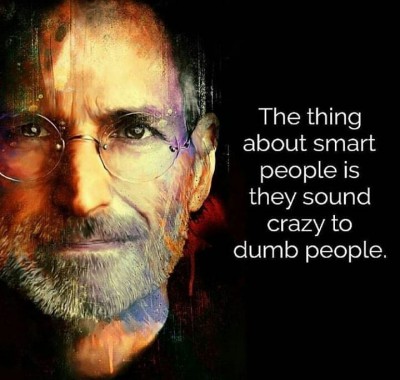 The thing
about smart
people is
they sound
crazy to
dumb people.